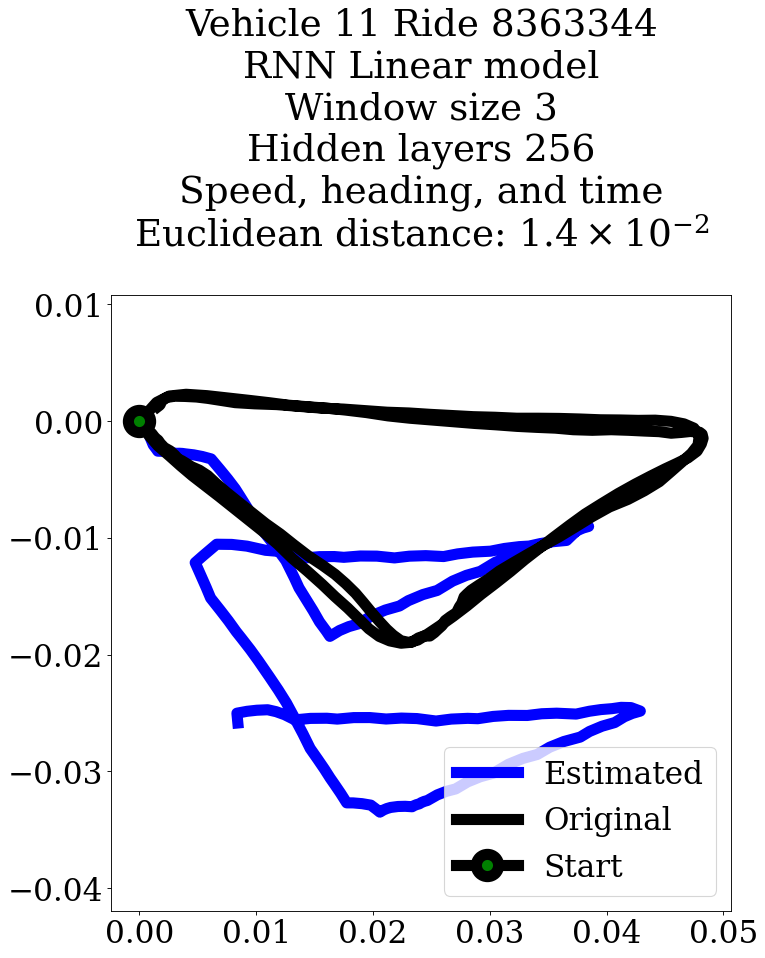 Vehicle 11 Ride 8363344
RNN Linear model
Window size 3
Hidden layers 256
Speed, heading, and time
Euclidean distance: 1.4 × 10⁻²
0.01
0.00
−0.01
−0.02
−0.03
−0.04
Estimated
Original
Start
0.00 0.01 0.02 0.03 0.04 0.05